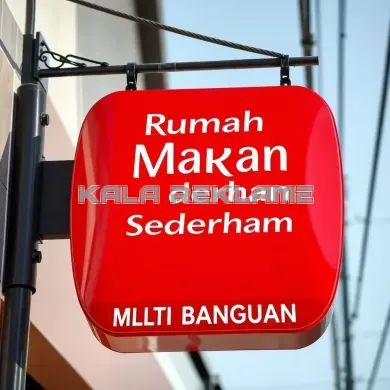 Rumah
Makan
KALA REKLAME
Sederham
MLLTI BANGUAN